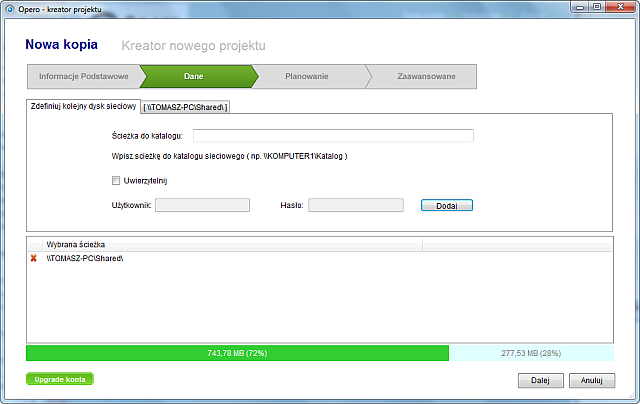 Opero - kreator projektu
Nowa kopia Kreator nowego projektu
Informacje Podstawowe Dane Planowanie Zaawansowane
Zdefiniuj kolejny dysk sieciowy [ \\TOMASZ-PC\Shared\ ]
Ścieżka do katalogu:
Wpisz scieżkę do katalogu sieciowego ( np. \\KOMPUTER1\Katalog )
Uwierzytelnij
Użytkownik: Hasło: Dodaj
Wybrana ścieżka
\\TOMASZ-PC\Shared\
743,78 MB (72%) 277,53 MB (28%)
Upgrade konta
Dalej Anuluj